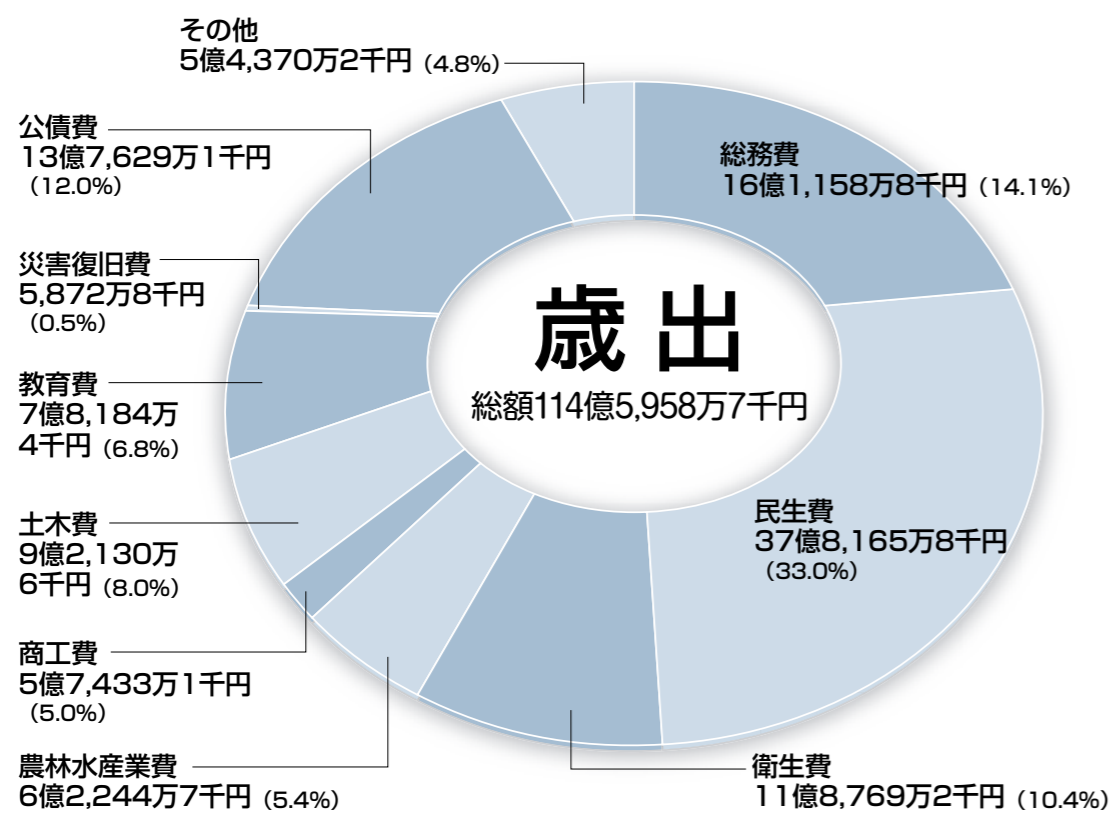 その他
5億4,370万2千円（4.8%）
公債費
13億7,629万1千円
（12.0%）
災害復旧費
5,872万8千円
（0.5%）
教育費
7億8,184万
4千円（6.8%）
土木費
9億2,130万
6千円（8.0%）
商工費
5億7,433万1千円
（5.0%）
農林水産業費
6億2,244万7千円（5.4%）
総務費
16億1,158万8千円（14.1%）
歳出
総額114億5,958万7千円
民生費
37億8,165万8千円
（33.0%）
衛生費
11億8,769万2千円（10.4%）